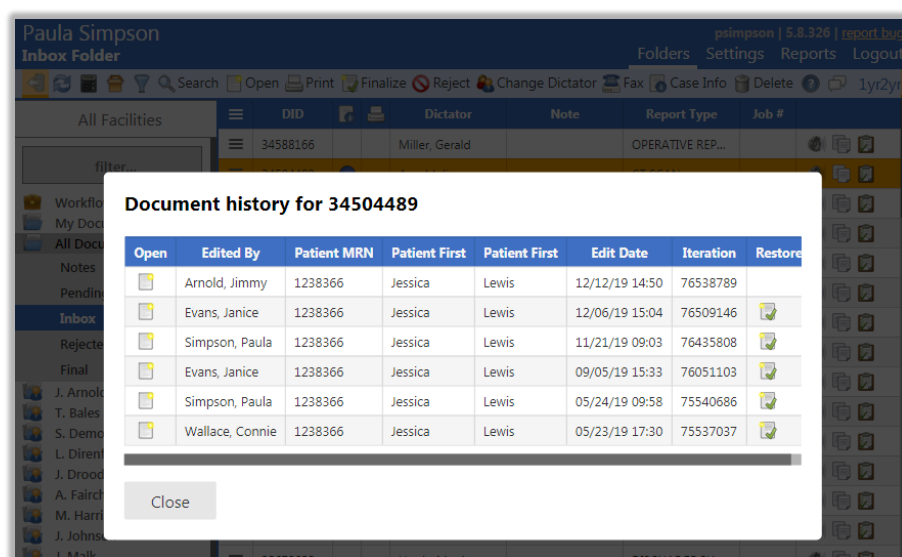 Paula Simpson
psimpson | 5.8.326 | report bug
Inbox Folder
Folders Settings Reports Logout
Search Open Print Finalize Reject Change Dictator Fax Case Info Delete 1yr2yr
All Facilities
DID Dictator Note Report Type Job #
34588166 Miller, Gerald OPERATIVE REP...
filter...
Workflo
My Docu
All Docu
Notes
Pendin
Inbox
Rejecte
Final
J. Arnold
T. Bales
S. Demo
L. Direnf
J. Drood
A. Fairch
M. Harri
J. Johns
J. Malk
Document history for 34504489
Open Edited By Patient MRN Patient First Patient First Edit Date Iteration Restore
Arnold, Jimmy 1238366 Jessica Lewis 12/12/19 14:50 76538789
Evans, Janice 1238366 Jessica Lewis 12/06/19 15:04 76509146
Simpson, Paula 1238366 Jessica Lewis 11/21/19 09:03 76435808
Evans, Janice 1238366 Jessica Lewis 09/05/19 15:33 76051103
Simpson, Paula 1238366 Jessica Lewis 05/24/19 09:58 75540686
Wallace, Connie 1238366 Jessica Lewis 05/23/19 17:30 75537037
Close